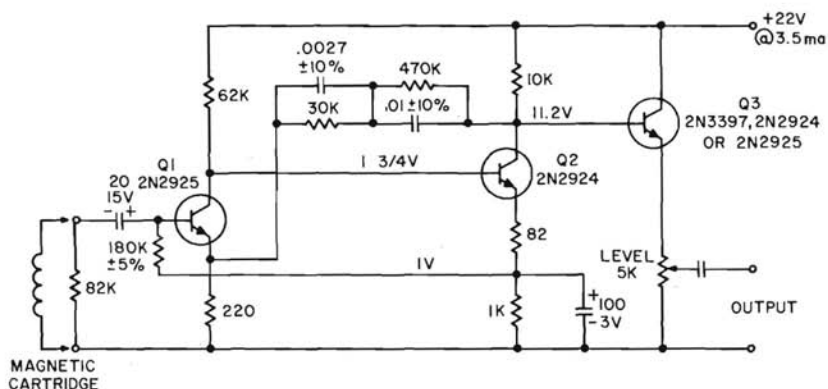 +22V
@3.5ma
.0027
±10%
470K
62K
10K
30K
.01 ±10%
11.2V
Q3
2N3397, 2N2924
OR 2N2925
Q1
2N2925
1 3/4V
Q2
2N2924
20
15V
- +
180K
±5%
82
LEVEL
5K
1V
82K
220
1K
+
100
-3V
OUTPUT
MAGNETIC
CARTRIDGE